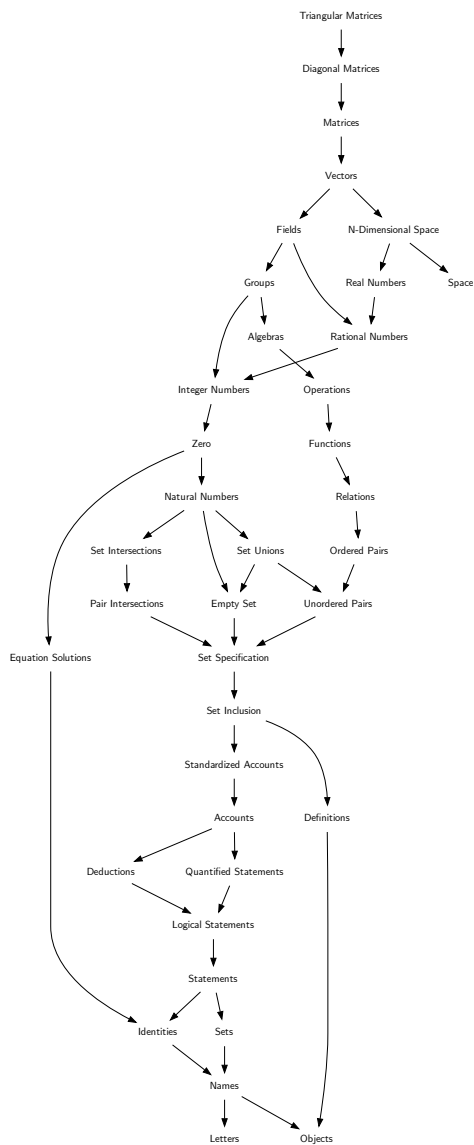 Triangular Matrices
Diagonal Matrices
Matrices
Vectors
Fields
N-Dimensional Space
Groups
Real Numbers
Space
Algebras
Rational Numbers
Integer Numbers
Operations
Zero
Functions
Natural Numbers
Relations
Set Intersections
Set Unions
Ordered Pairs
Pair Intersections
Empty Set
Unordered Pairs
Equation Solutions
Set Specification
Set Inclusion
Standardized Accounts
Accounts
Definitions
Deductions
Quantified Statements
Logical Statements
Statements
Identities
Sets
Names
Letters
Objects